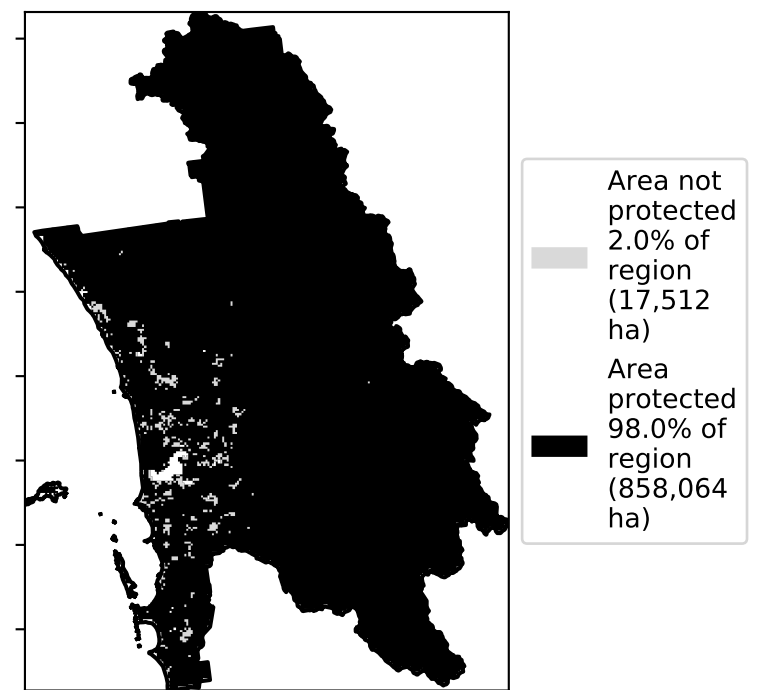 Area not
protected
2.0% of
region
(17,512
ha)
Area
protected
98.0% of
region
(858,064
ha)